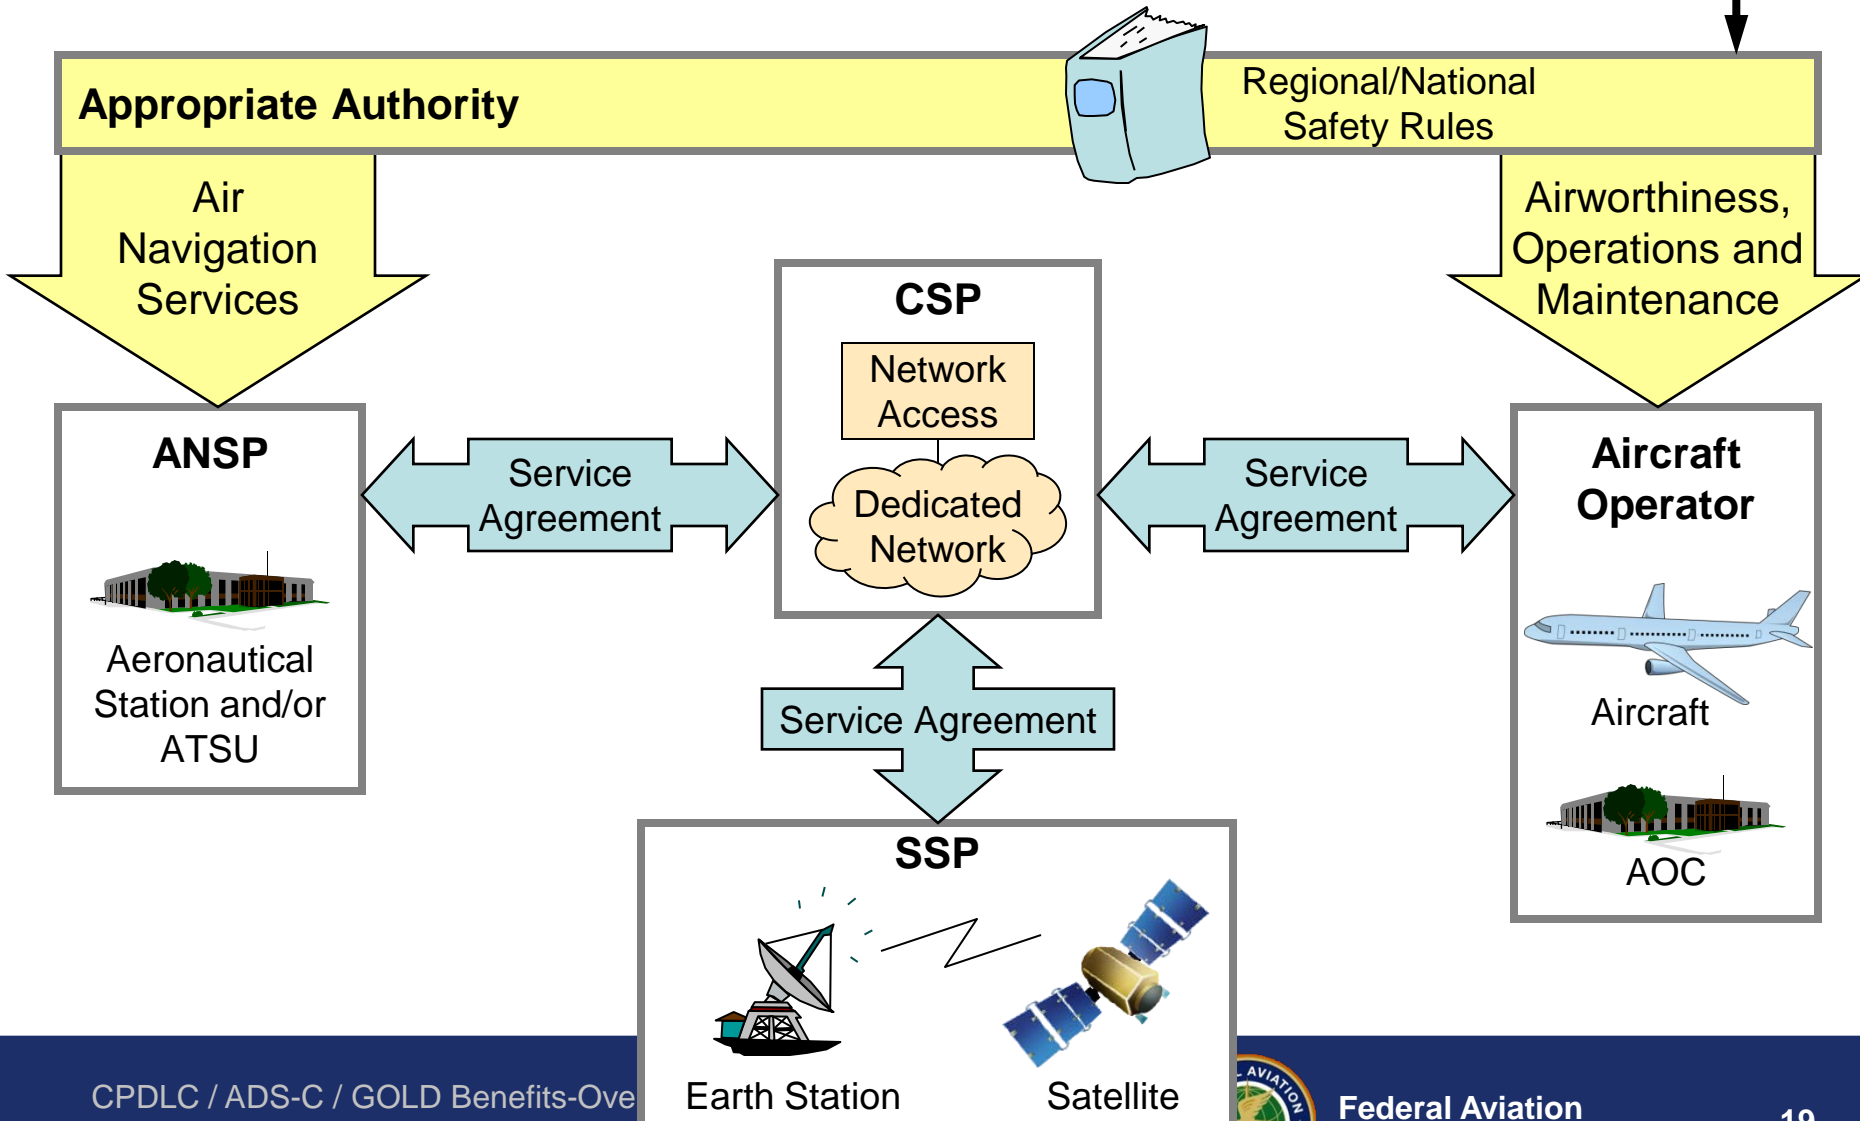 Appropriate Authority
Regional/National
Safety Rules
Air
Navigation
Services
Airworthiness,
Operations and
Maintenance
CSP
Network
Access
Dedicated
Network
ANSP
Aeronautical
Station and/or
ATSU
Service
Agreement
Service
Agreement
Aircraft
Operator
Aircraft
AOC
Service Agreement
SSP
Earth Station
Satellite
CPDLC / ADS-C / GOLD Benefits-Ove
AVIATION
Federal Aviation
19